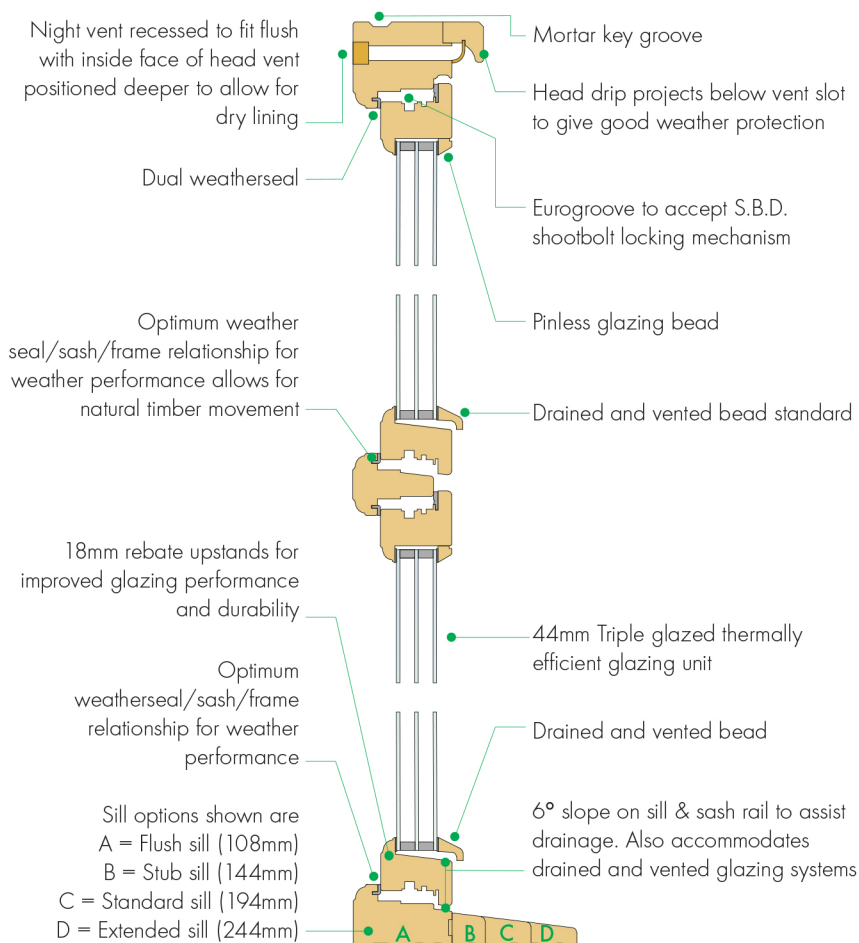 Night vent recessed to fit flush
with inside face of head vent
positioned deeper to allow for
dry lining
Dual weatherseal
Optimum weather
seal/sash/frame relationship for
weather performance allows for
natural timber movement
18mm rebate upstands for
improved glazing performance
and durability
Optimum
weatherseal/sash/frame
relationship for weather
performance
Sill options shown are
A = Flush sill (108mm)
B = Stub sill (144mm)
C = Standard sill (194mm)
D = Extended sill (244mm)
Mortar key groove
Head drip projects below vent slot
to give good weather protection
Eurogroove to accept S.B.D.
shootbolt locking mechanism
Pinless glazing bead
Drained and vented bead standard
44mm Triple glazed thermally
efficient glazing unit
Drained and vented bead
6° slope on sill & sash rail to assist
drainage. Also accommodates
drained and vented glazing systems
A B C D